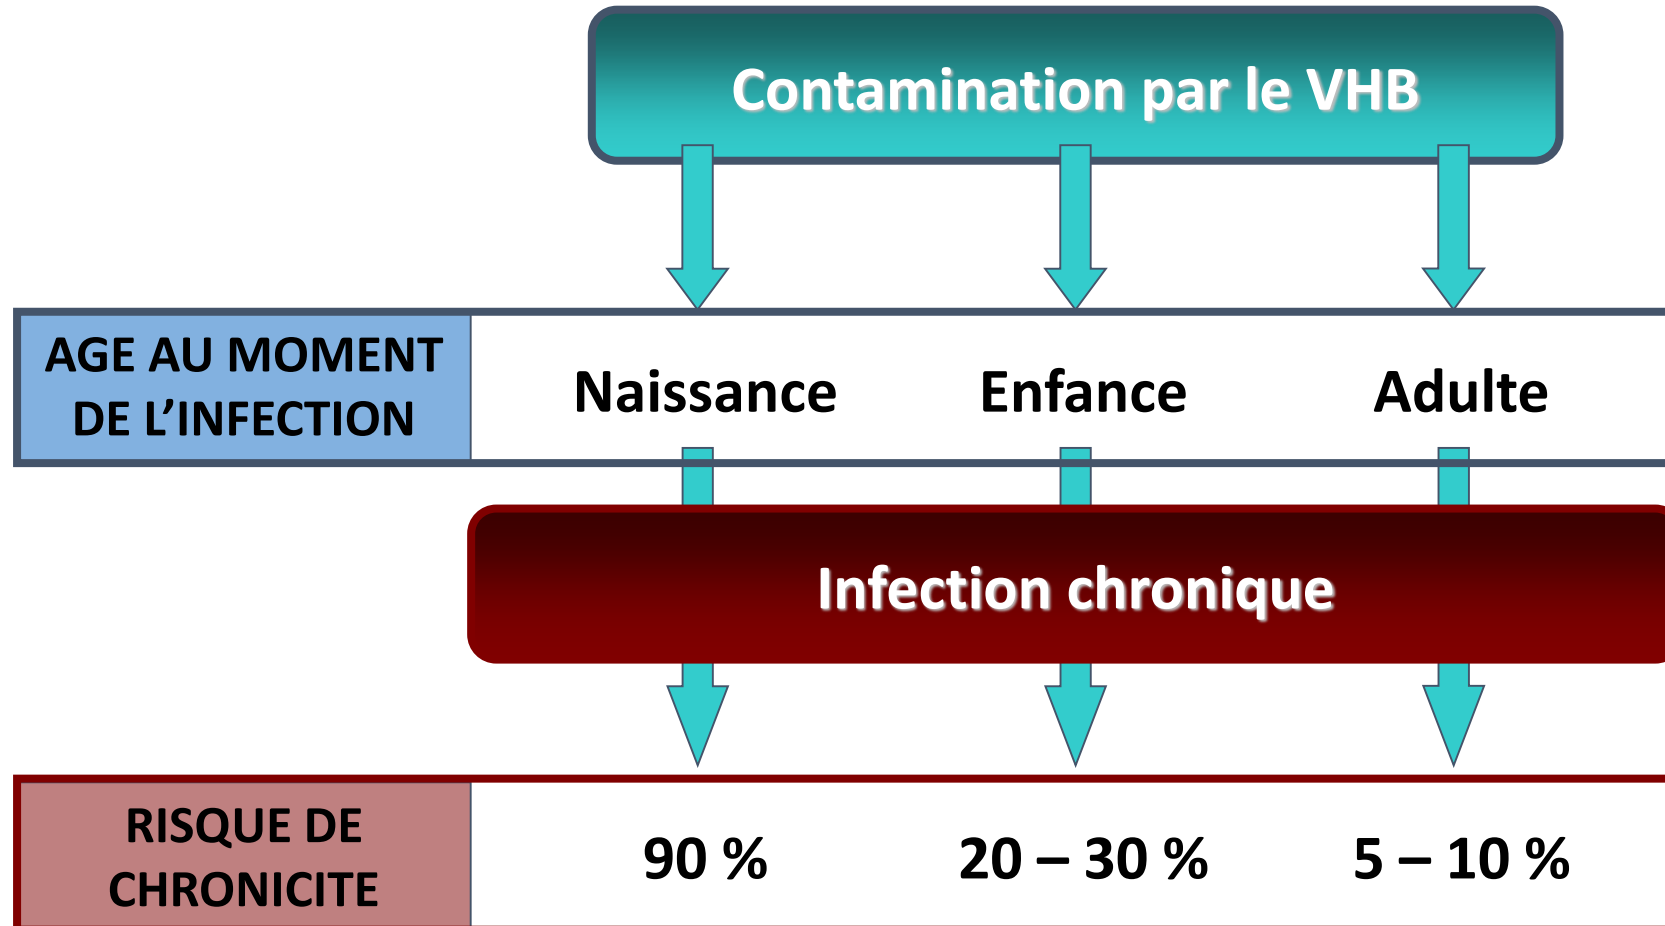 Contamination par le VHB
AGE AU MOMENT
DE L’INFECTION
Naissance
Enfance
Adulte
Infection chronique
RISQUE DE
CHRONICITE
90 %
20 – 30 %
5 – 10 %